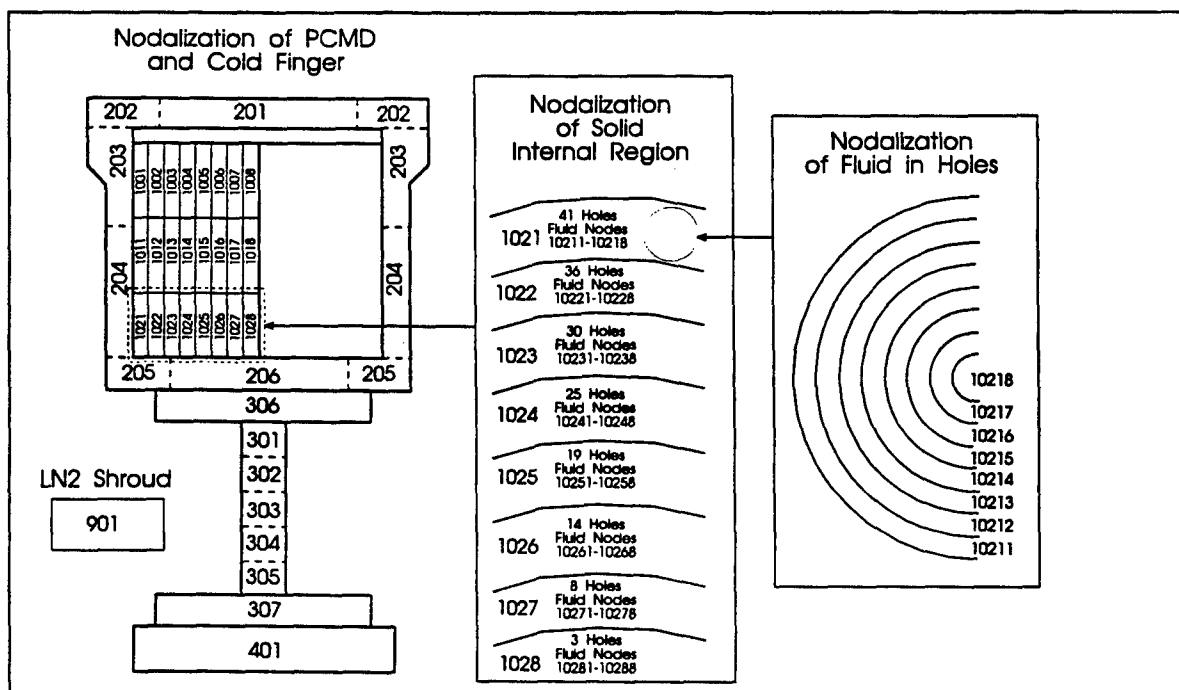 Nodalization of PCMD
and Cold Finger
202
201
202
203
203
1001
1002
1003
1004
1005
1006
1007
1008
1011
1012
1013
1014
1015
1016
1017
1018
204
204
1021
1022
1023
1024
1025
1026
1027
1028
205
206
205
306
301
302
303
304
305
307
401
LN2 Shroud
901
Nodalization
of Solid
Internal Region
41 Holes
Fluid Nodes
1021
10211-10218
36 Holes
Fluid Nodes
1022
10221-10228
30 Holes
Fluid Nodes
1023
10231-10238
25 Holes
Fluid Nodes
1024
10241-10248
19 Holes
Fluid Nodes
1025
10251-10258
14 Holes
Fluid Nodes
1026
10261-10268
8 Holes
Fluid Nodes
1027
10271-10278
3 Holes
Fluid Nodes
1028
10281-10288
Nodalization
of Fluid in Holes
10218
10217
10216
10215
10214
10213
10212
10211